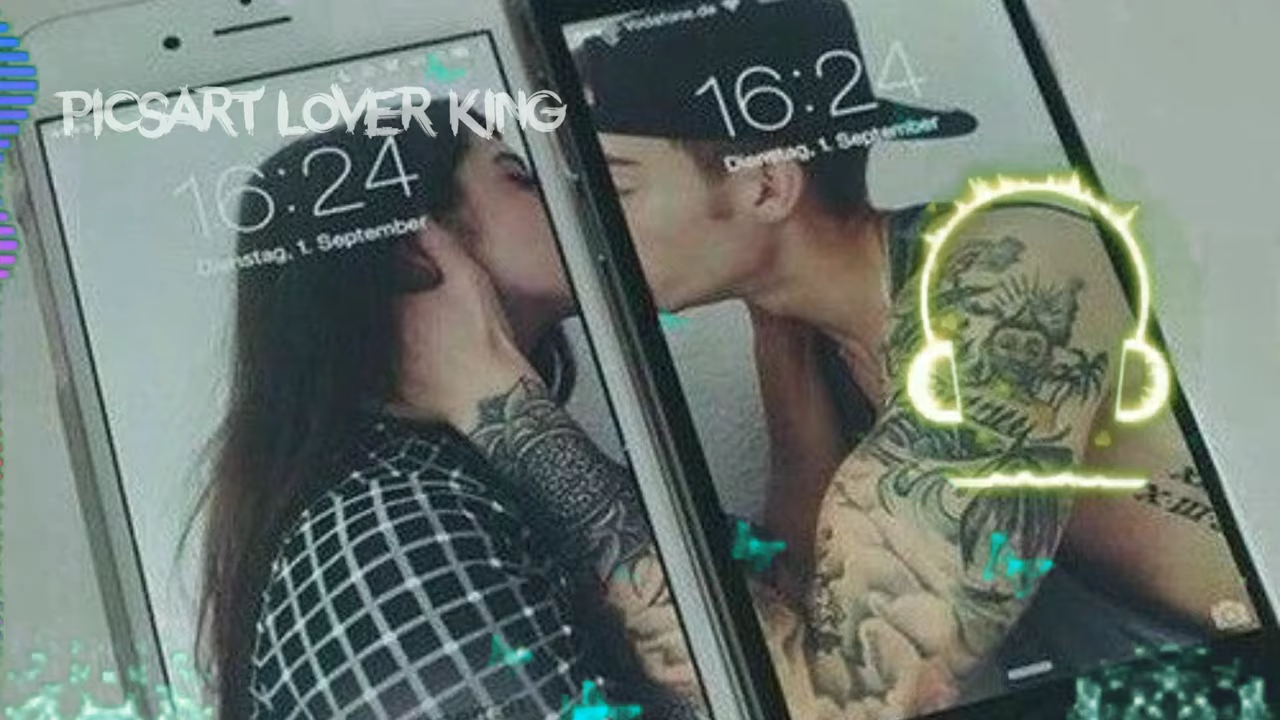 PICSART LOVER KING
16:24
Dienstag, 1. September
Vodafone.de
16:24
Dienstag, 1. September